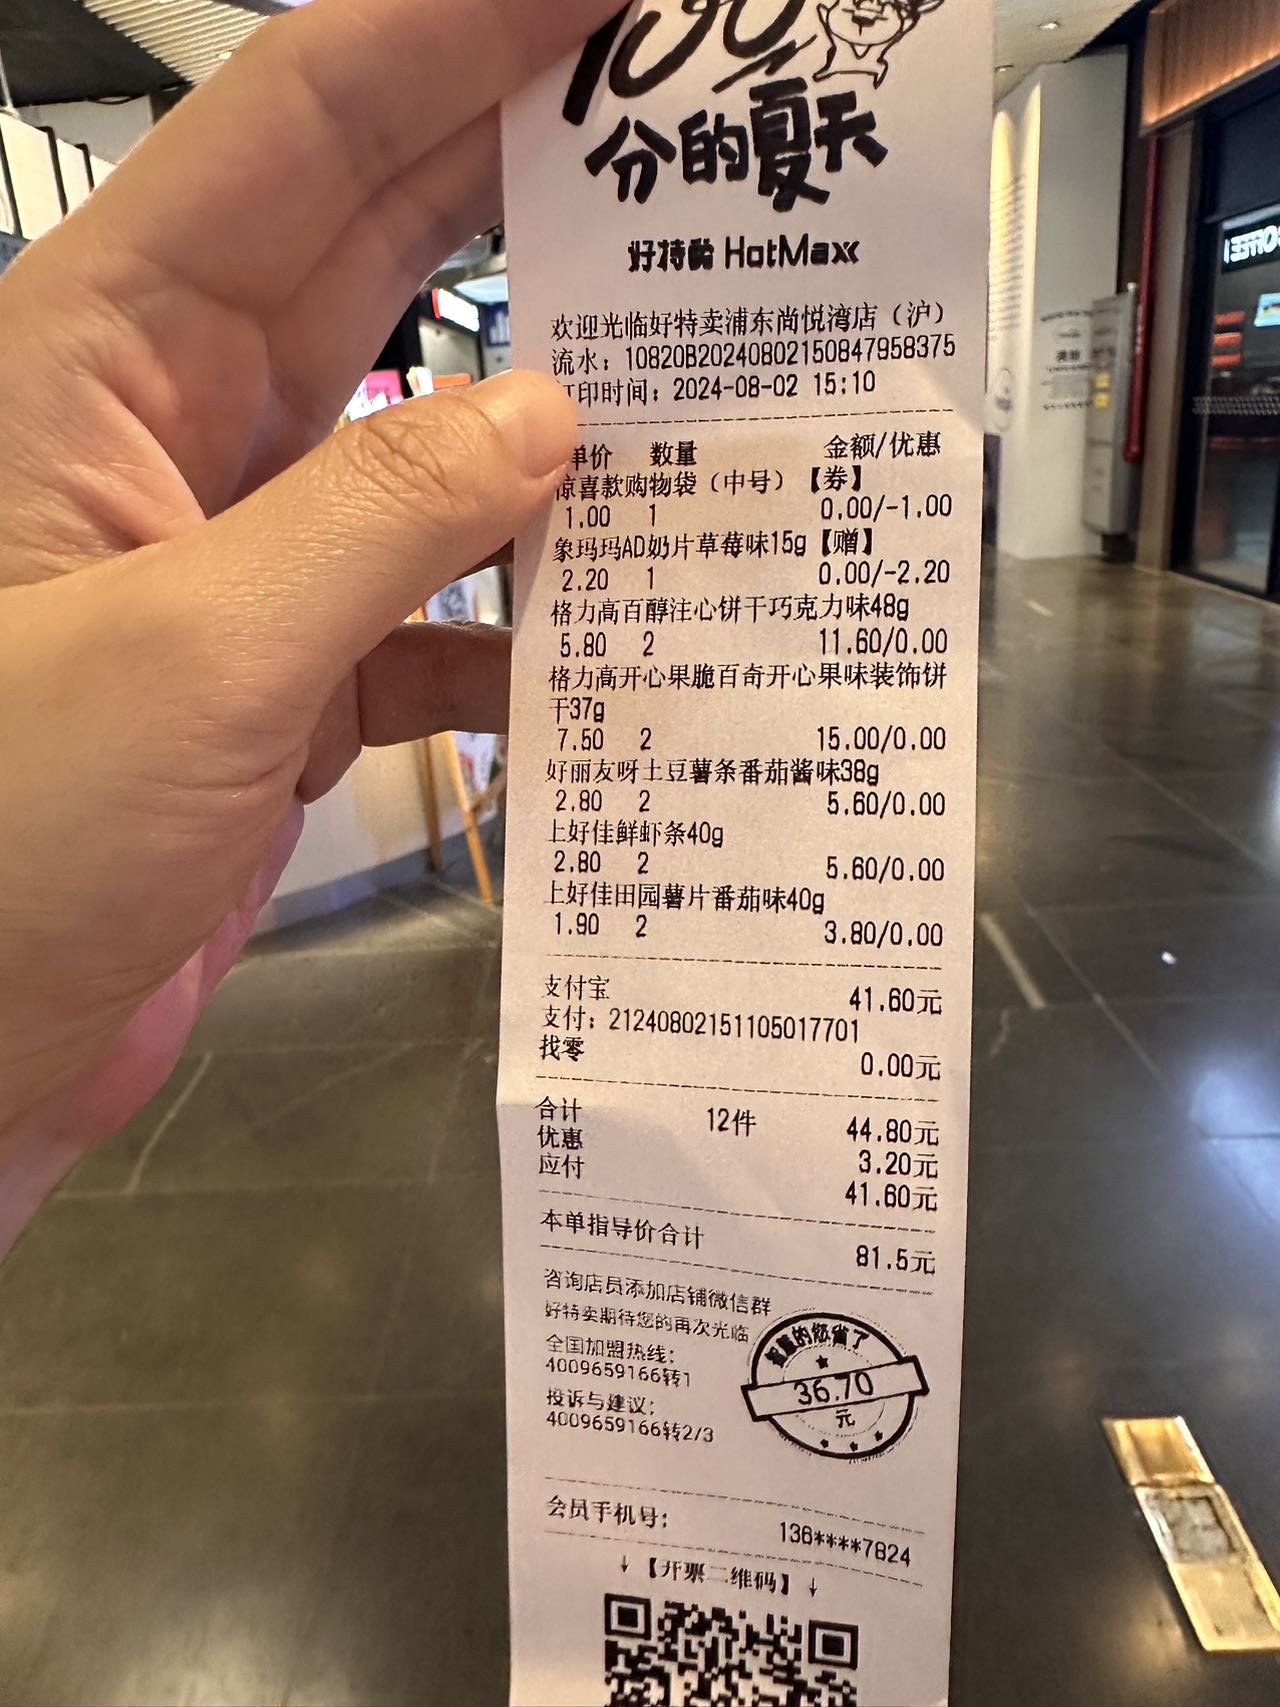 分的夏天
好特卖 HotMaxx
欢迎光临好特卖浦东尚悦湾店（沪）
流水：10820B20240802150847958375
打印时间：2024-08-02 15:10
单价 数量 金额/优惠
惊喜款购物袋（中号）【券】
1.00 1 0.00/-1.00
象玛玛AD奶片草莓味15g【赠】
2.20 1 0.00/-2.20
格力高百醇注心饼干巧克力味48g
5.80 2 11.60/0.00
格力高开心果脆百奇开心果味装饰饼
干37g
7.50 2 15.00/0.00
好丽友呀土豆薯条番茄酱味38g
2.80 2 5.60/0.00
上好佳鲜虾条40g
2.80 2 5.60/0.00
上好佳田园薯片番茄味40g
1.90 2 3.80/0.00
支付宝 41.60元
支付：21240802151105017701
找零 0.00元
合计 12件 44.80元
优惠 3.20元
应付 41.60元
本单指导价合计 81.5元
咨询店员添加店铺微信群
好特卖期待您的再次光临
全国加盟热线：
4009659166转1
投诉与建议：
4009659166转2/3
智慧的您省了
36.70
元
会员手机号： 136****7824
↓【开票二维码】↓